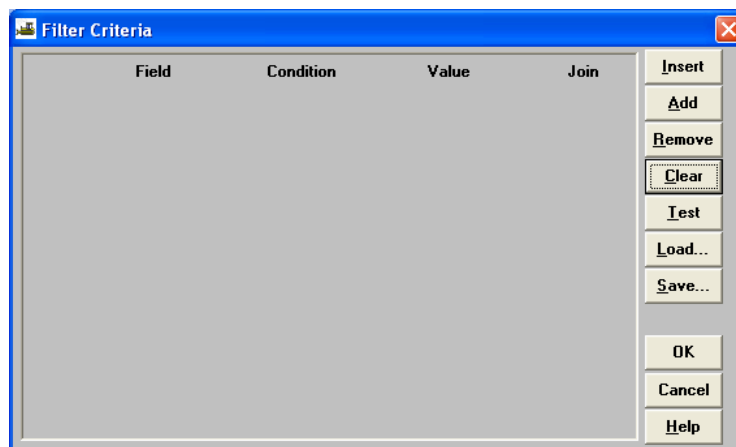 Filter Criteria
Field Condition Value Join
Insert
Add
Remove
Clear
Test
Load...
Save...
OK
Cancel
Help